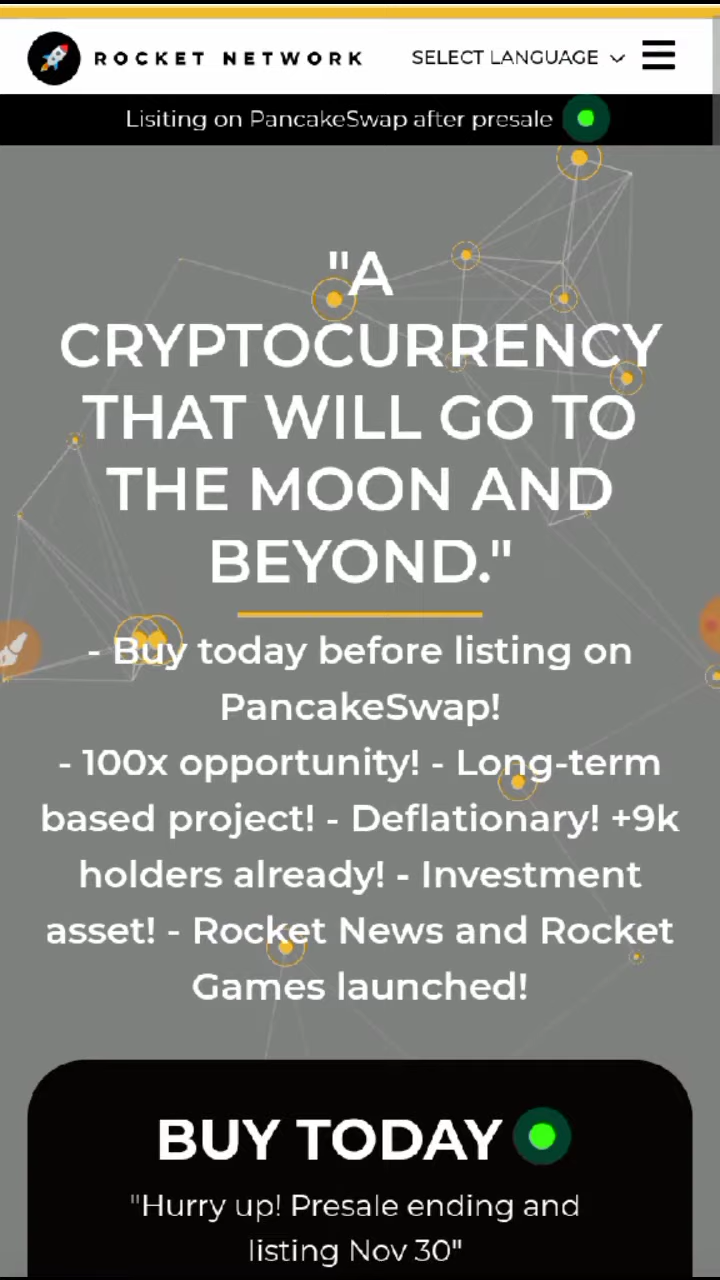 ROCKET NETWORK
SELECT LANGUAGE
Lisiting on PancakeSwap after presale
"A
CRYPTOCURRENCY
THAT WILL GO TO
THE MOON AND
BEYOND."
- Buy today before listing on
PancakeSwap!
- 100x opportunity! - Long-term
based project! - Deflationary! +9k
holders already! - Investment
asset! - Rocket News and Rocket
Games launched!
BUY TODAY
"Hurry up! Presale ending and
listing Nov 30"